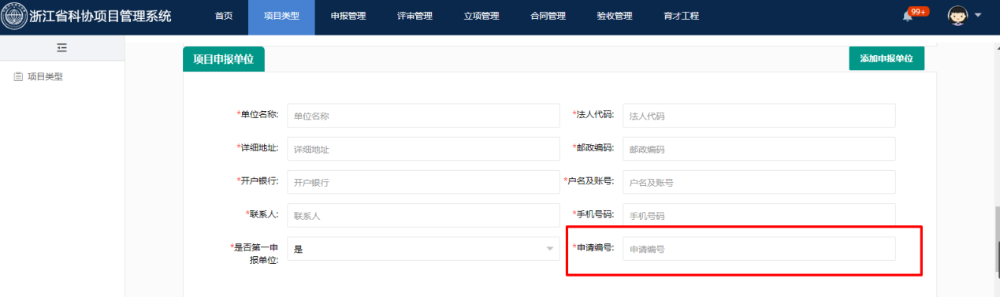 浙江省科协项目管理系统
首页 项目类型 申报管理 评审管理 立项管理 合同管理 验收管理 育才工程
99+
项目类型
项目申报单位
添加申报单位
*单位名称: 单位名称
*法人代码: 法人代码
*详细地址: 详细地址
*邮政编码: 邮政编码
*开户银行: 开户银行
*户名及账号: 户名及账号
*联系人: 联系人
*手机号码: 手机号码
*是否第一申
报单位:
是
*申请编号: 申请编号